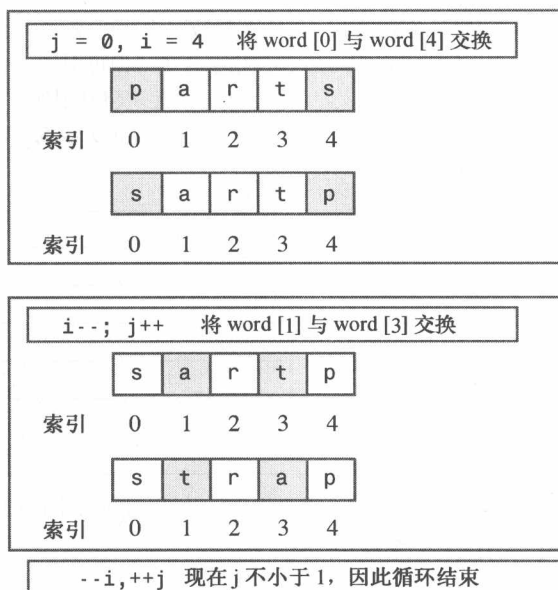 j = 0, i = 4 将 word [0] 与 word [4] 交换
p a r t s
索引 0 1 2 3 4
s a r t p
索引 0 1 2 3 4
i--; j++ 将 word [1] 与 word [3] 交换
s a r t p
索引 0 1 2 3 4
s t r a p
索引 0 1 2 3 4
--i,++j 现在 j 不小于 1，因此循环结束